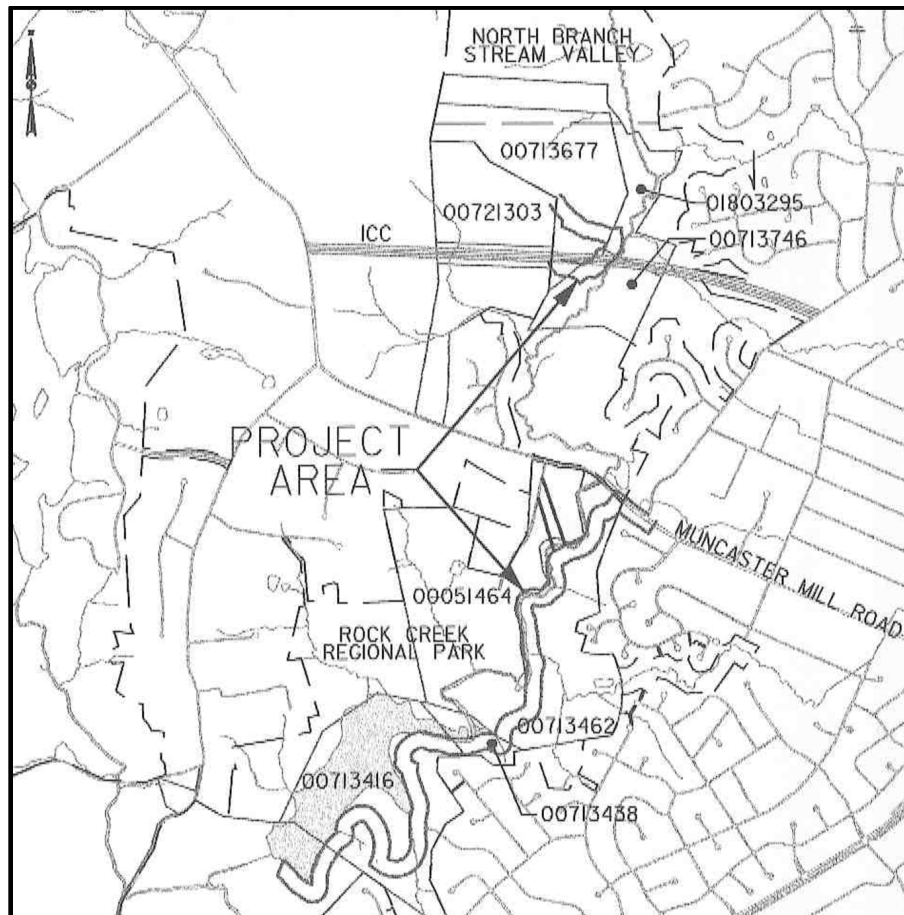 NORTH BRANCH
STREAM VALLEY
00713677
01803295
00721303
00713746
ICC
PROJECT
AREA
MUNCASTER MILL ROAD
00051464
ROCK CREEK
REGIONAL PARK
00713462
00713416
00713438